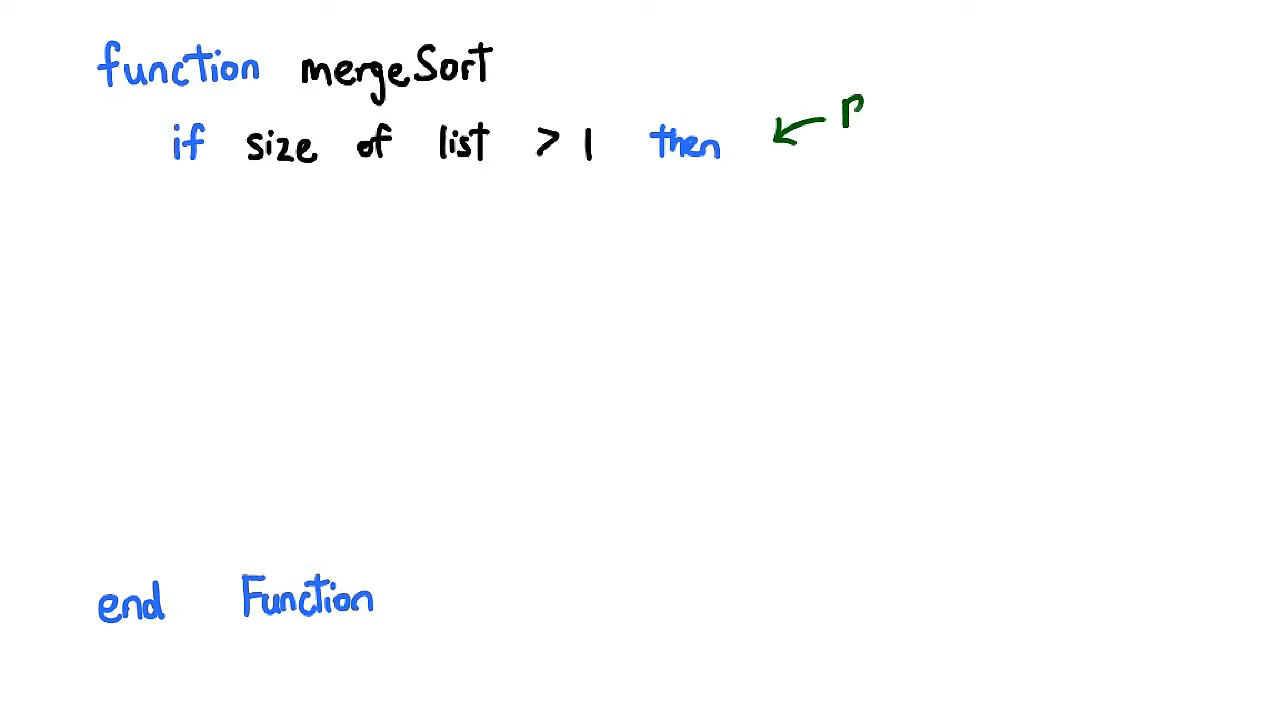 function mergeSort
if size of list > 1 then
end Function